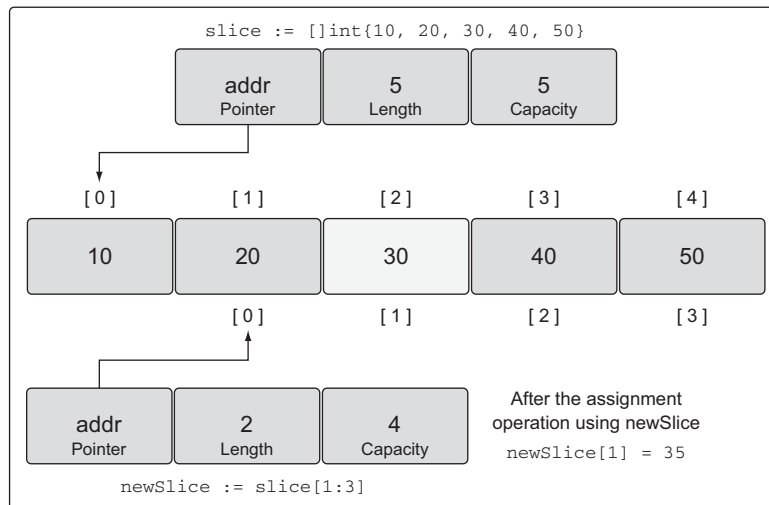 slice := []int{10, 20, 30, 40, 50}
addr 5 5
Pointer Length Capacity
[0] [1] [2] [3] [4]
10 20 30 40 50
[0] [1] [2] [3]
addr 2 4
Pointer Length Capacity
After the assignment
operation using newSlice
newSlice[1] = 35
newSlice := slice[1:3]